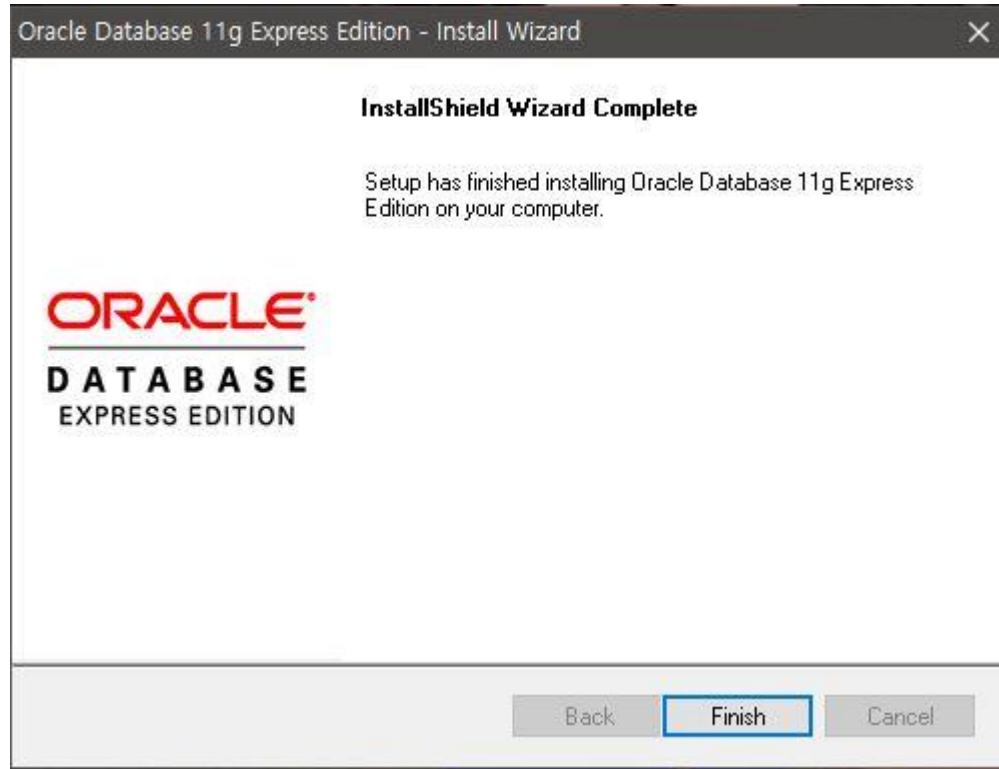 Oracle Database 11g Express Edition - Install Wizard
InstallShield Wizard Complete
Setup has finished installing Oracle Database 11g Express
Edition on your computer.
ORACLE
DATABASE
EXPRESS EDITION
Back
Finish
Cancel